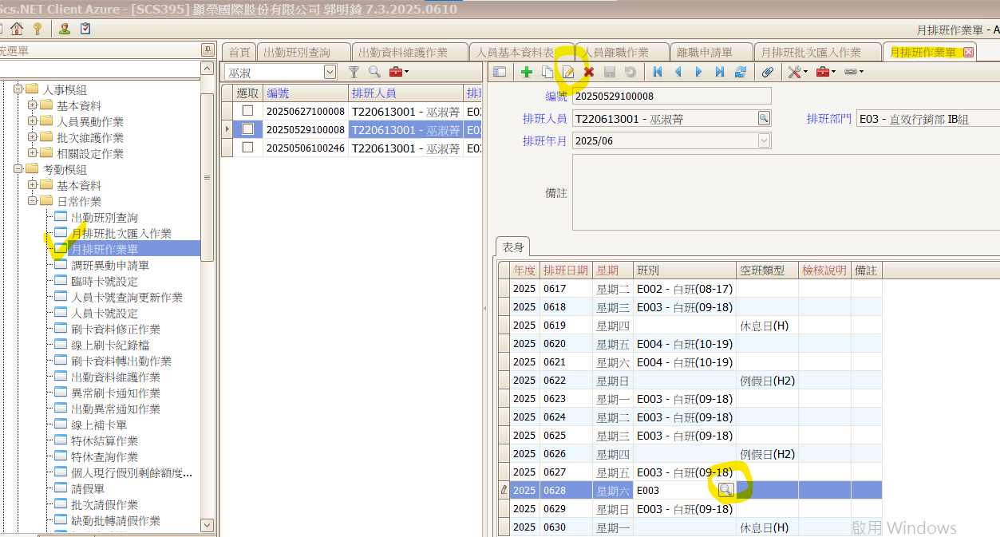 Scs.NET Client Azure - [SCS395] 顯榮國際股份有限公司 郭明錡 7.3.2025.0610
月排班作業單 - A
統選單
人事模組
基本資料
人員異動作業
批次維護作業
相關設定作業
考勤模組
基本資料
日常作業
出勤班別查詢
月排班批次匯入作業
月排班作業單
調班異動申請單
臨時卡號設定
人員卡號查詢更新作業
人員卡號設定
刷卡資料修正作業
線上刷卡紀錄檔
刷卡資料轉出勤作業
出勤資料維護作業
異常刷卡通知作業
出勤異常通知作業
線上補卡單
特休結算作業
特休查詢作業
個人現行假別剩餘額度...
請假單
批次請假作業
缺勤批轉請假作業
首頁 出勤班別查詢 出勤資料維護作業 人員基本資料表 人員離職作業 離職申請單 月排班批次匯入作業 月排班作業單
巫淑
選取 編號 排班人員 排班
20250627100008 T220613001 - 巫淑菁 E03
20250529100008 T220613001 - 巫淑菁 E03
20250506100246 T220613001 - 巫淑菁 E03
編號 20250529100008
排班人員 T220613001 - 巫淑菁 排班部門 E03 - 直效行銷部 IB組
排班年月 2025/06
備註
表身
年度 排班日期 星期 班別 空班類型 檢核說明 備註
2025 0617 星期二 E002 - 白班(08-17)
2025 0618 星期三 E003 - 白班(09-18)
2025 0619 星期四 休息日(H)
2025 0620 星期五 E004 - 白班(10-19)
2025 0621 星期六 E004 - 白班(10-19)
2025 0622 星期日 例假日(H2)
2025 0623 星期一 E003 - 白班(09-18)
2025 0624 星期二 E003 - 白班(09-18)
2025 0625 星期三 E003 - 白班(09-18)
2025 0626 星期四 例假日(H2)
2025 0627 星期五 E003 - 白班(09-18)
2025 0628 星期六 E003
2025 0629 星期日 E003 - 白班(09-18)
2025 0630 星期一 休息日(H)
啟用 Windows